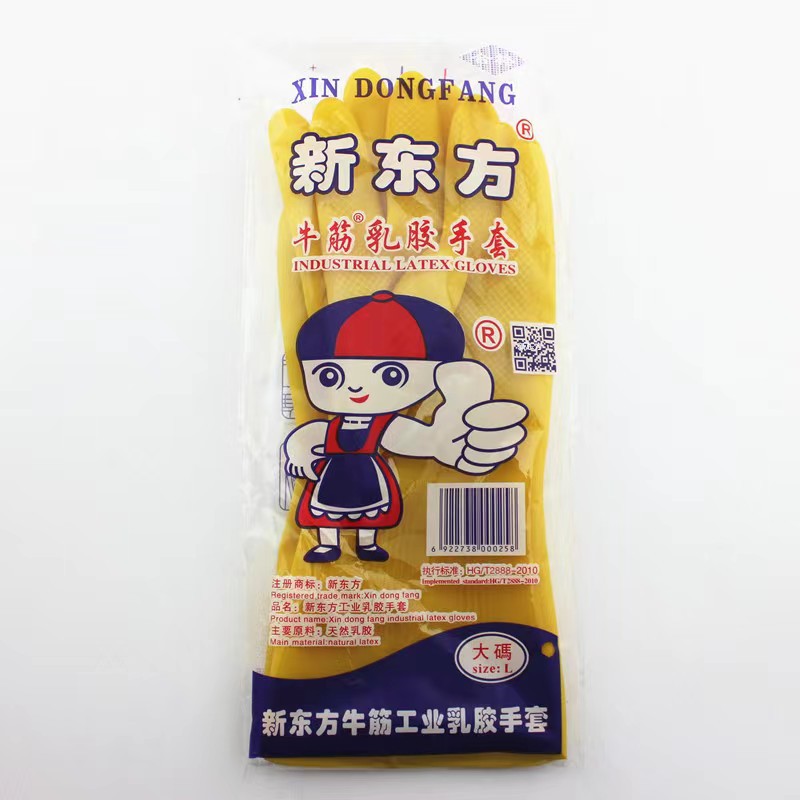 XIN DONGFANG
新东方®
牛筋®乳胶手套
INDUSTRIAL LATEX GLOVES
®
6 922738 000258
执行标准：HG/T2888-2010
Implemented standard:HG/T2888-2010
注册商标：新东方
Registered trade mark:Xin dong fang
品名：新东方工业乳胶手套
Product name:Xin dong fang industrial latex gloves
主要原料：天然乳胶
Main material:natural latex
大碼
size: L
新东方牛筋工业乳胶手套